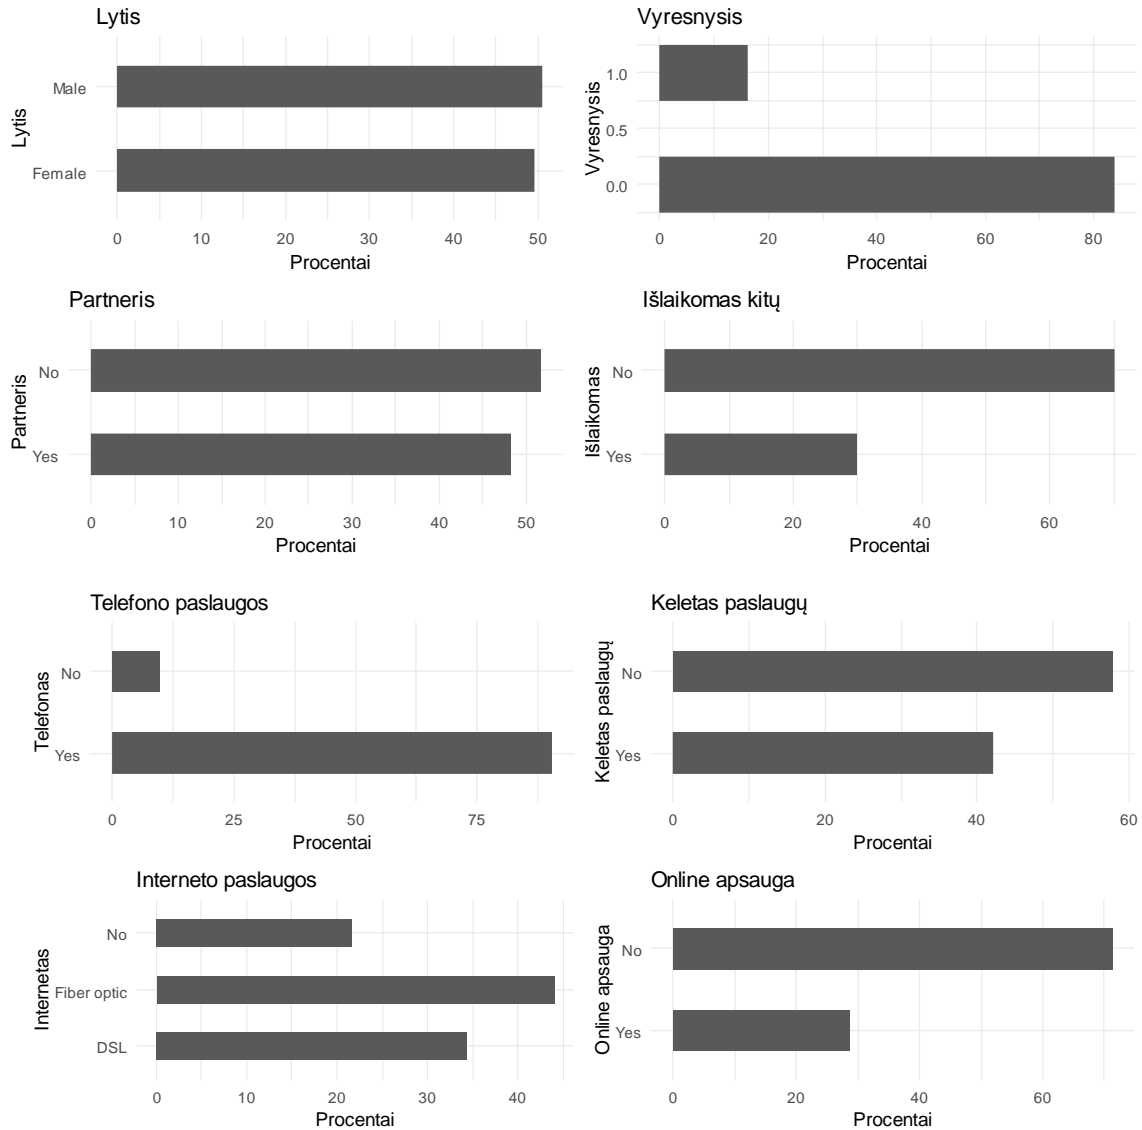 Lytis
Lytis
Male
Female
0 10 20 30 40 50
Procentai
Vyresnysis
Vyresnysis
1.0
0.5
0.0
0 20 40 60 80
Procentai
Partneris
Partneris
No
Yes
0 10 20 30 40 50
Procentai
Išlaikomas kitų
Išlaikomas
No
Yes
0 20 40 60
Procentai
Telefono paslaugos
Telefonas
No
Yes
0 25 50 75
Procentai
Keletas paslaugų
Keletas paslaugų
No
Yes
0 20 40 60
Procentai
Interneto paslaugos
Internetas
No
Fiber optic
DSL
0 10 20 30 40
Procentai
Online apsauga
Online apsauga
No
Yes
0 20 40 60
Procentai